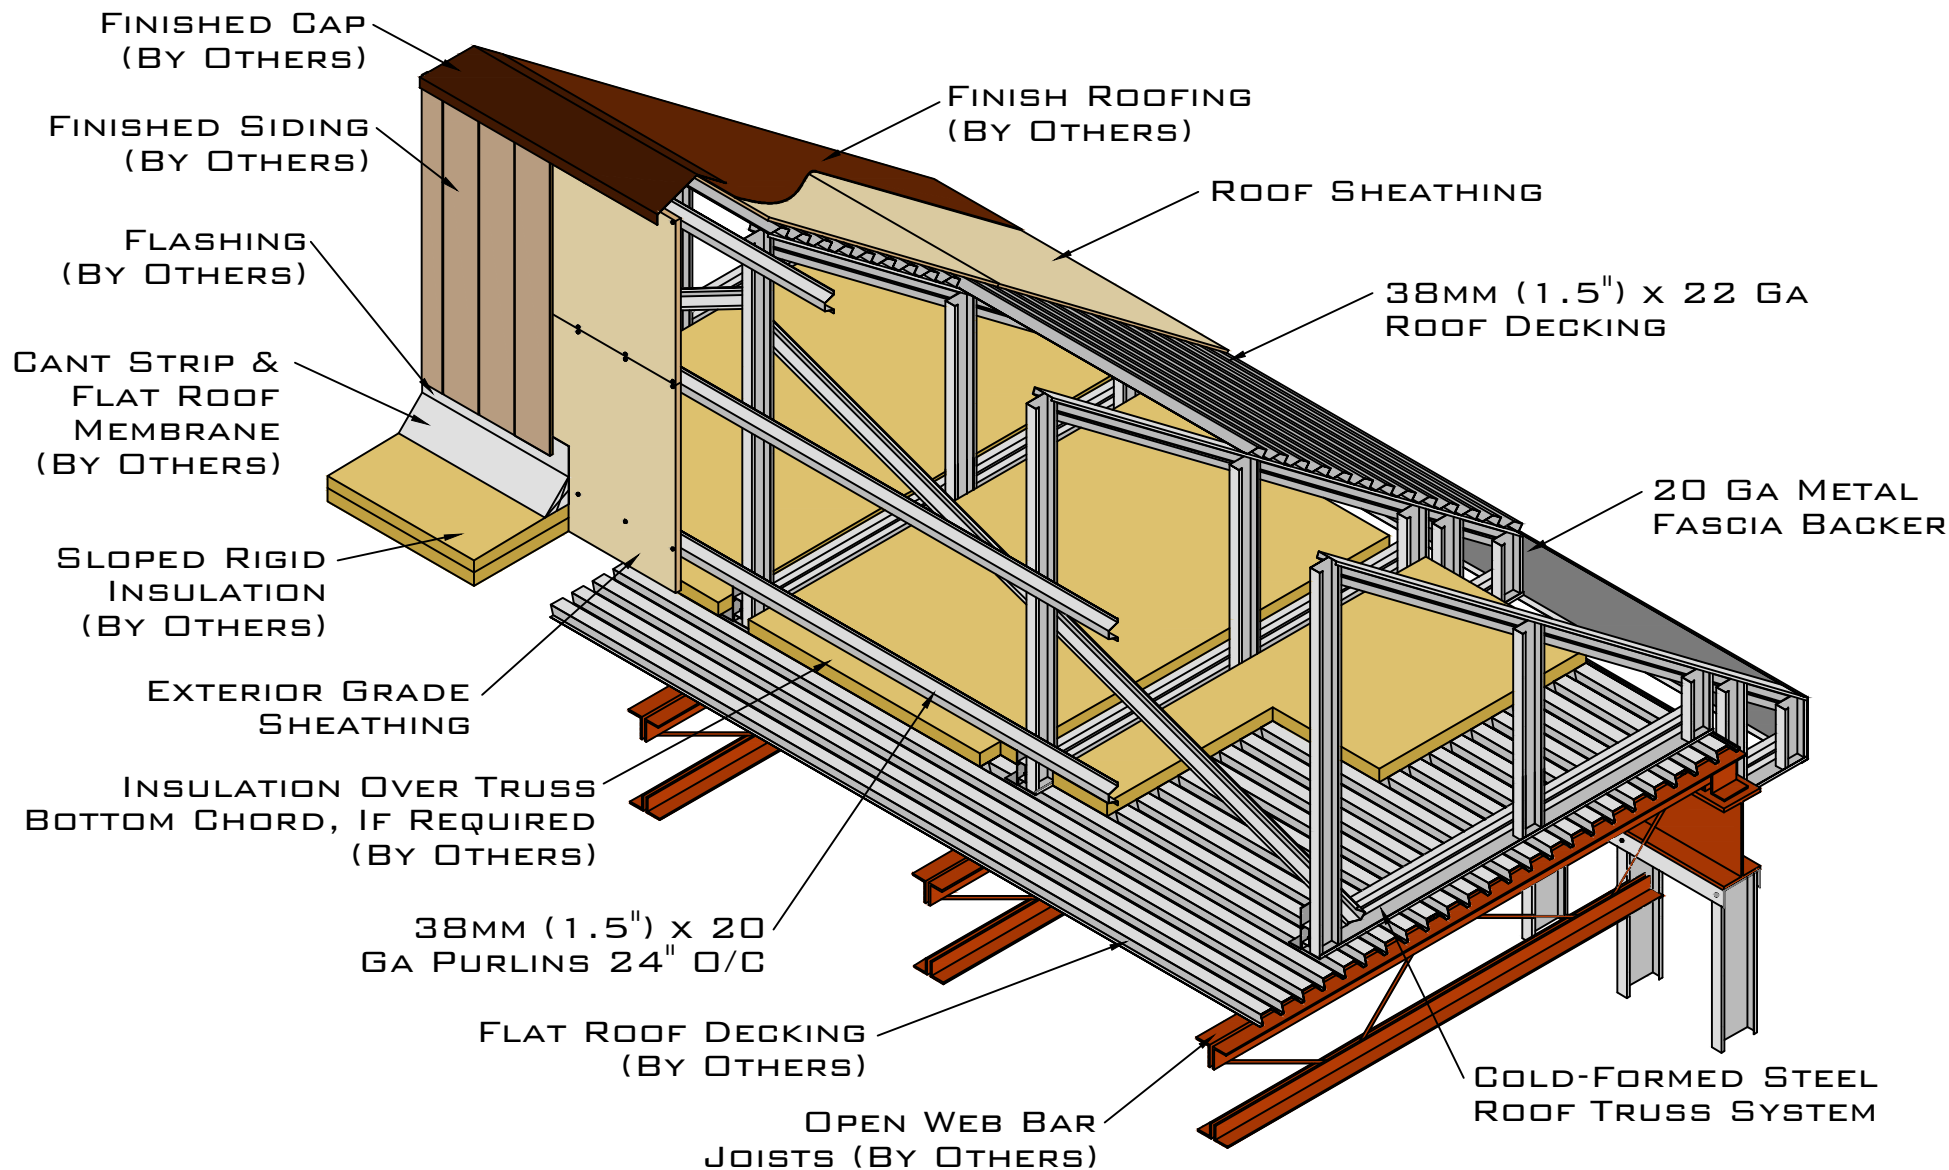 Finished Cap
(By Others)
Finished Siding
(By Others)
Flashing
(By Others)
Cant Strip &
Flat Roof
Membrane
(By Others)
Sloped Rigid
Insulation
(By Others)
Exterior Grade
Sheathing
Insulation Over Truss
Bottom Chord, If Required
(By Others)
38mm (1.5") x 20
Ga Purlins 24" O/C
Flat Roof Decking
(By Others)
Open Web Bar
Joists (By Others)
Finish Roofing
(By Others)
Roof Sheathing
38mm (1.5") x 22 Ga
Roof Decking
20 Ga Metal
Fascia Backer
Cold-Formed Steel
Roof Truss System